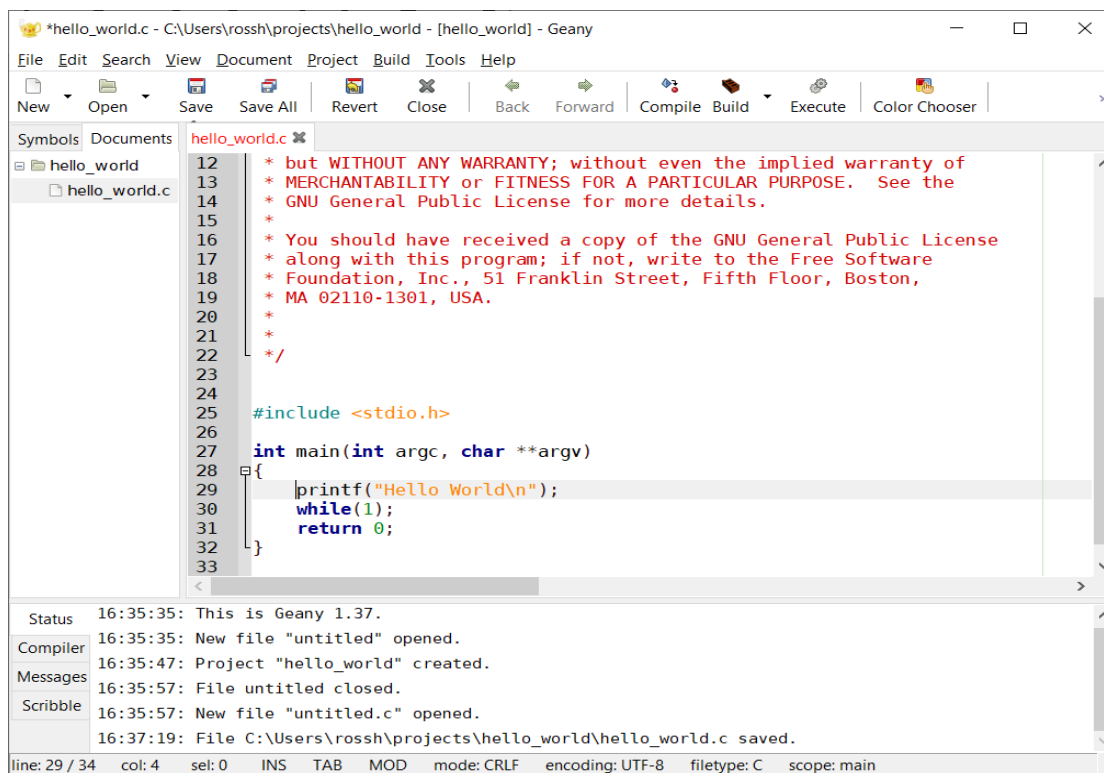 *hello_world.c - C:\Users\rossh\projects\hello_world - [hello_world] - Geany
File Edit Search View Document Project Build Tools Help
New Open Save Save All Revert Close Back Forward Compile Build Execute Color Chooser
Symbols Documents hello_world.c
hello_world
hello_world.c
12 * but WITHOUT ANY WARRANTY; without even the implied warranty of
13 * MERCHANTABILITY or FITNESS FOR A PARTICULAR PURPOSE.  See the
14 * GNU General Public License for more details.
15 *
16 * You should have received a copy of the GNU General Public License
17 * along with this program; if not, write to the Free Software
18 * Foundation, Inc., 51 Franklin Street, Fifth Floor, Boston,
19 * MA 02110-1301, USA.
20 *
21 *
22 */
23
24
25 #include <stdio.h>
26
27 int main(int argc, char **argv)
28 {
29     printf("Hello World\n");
30     while(1);
31     return 0;
32 }
33
Status
Compiler
Messages
Scribble
16:35:35: This is Geany 1.37.
16:35:35: New file "untitled" opened.
16:35:47: Project "hello_world" created.
16:35:57: File untitled closed.
16:35:57: New file "untitled.c" opened.
16:37:19: File C:\Users\rossh\projects\hello_world\hello_world.c saved.
line: 29 / 34 col: 4 sel: 0 INS TAB MOD mode: CRLF encoding: UTF-8 filetype: C scope: main